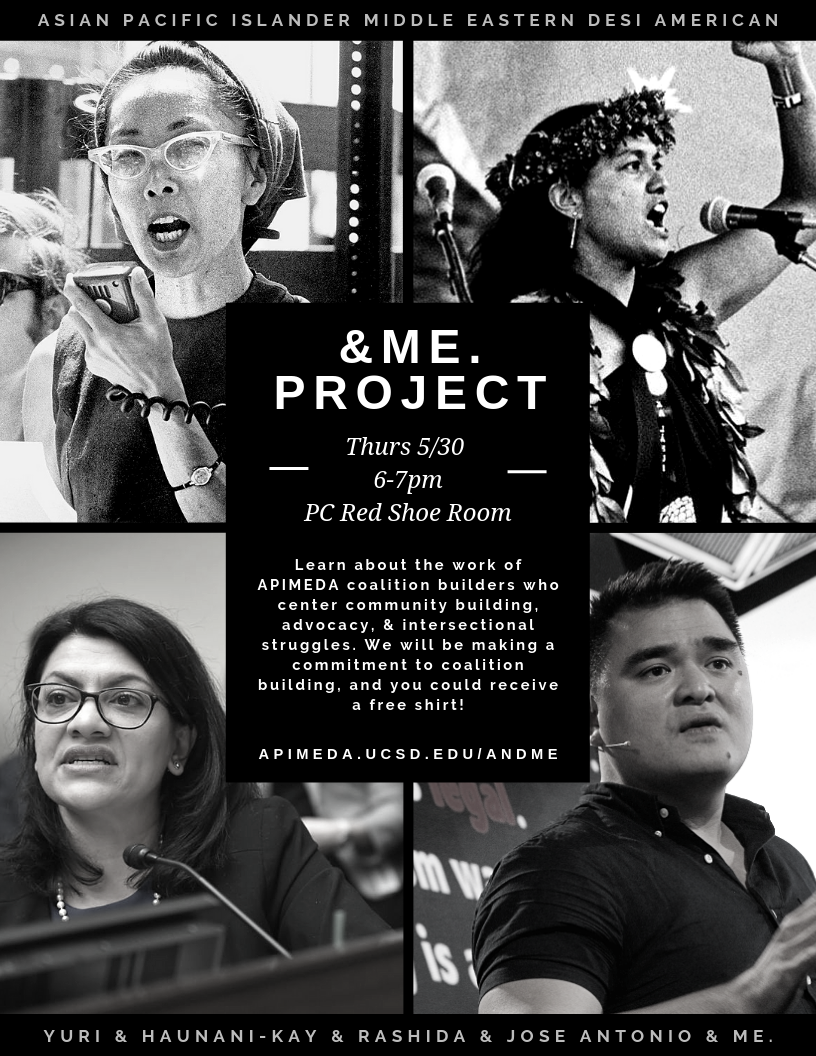 ASIAN PACIFIC ISLANDER MIDDLE EASTERN DESI AMERICAN
&ME.
PROJECT
Thurs 5/30
6-7pm
PC Red Shoe Room
Learn about the work of
APIMEDA coalition builders who
center community building,
advocacy, & intersectional
struggles. We will be making a
commitment to coalition
building, and you could receive
a free shirt!
APIMEDA.UCSD.EDU/ANDME
legal.
is
YURI & HAUNANI-KAY & RASHIDA & JOSE ANTONIO & ME.